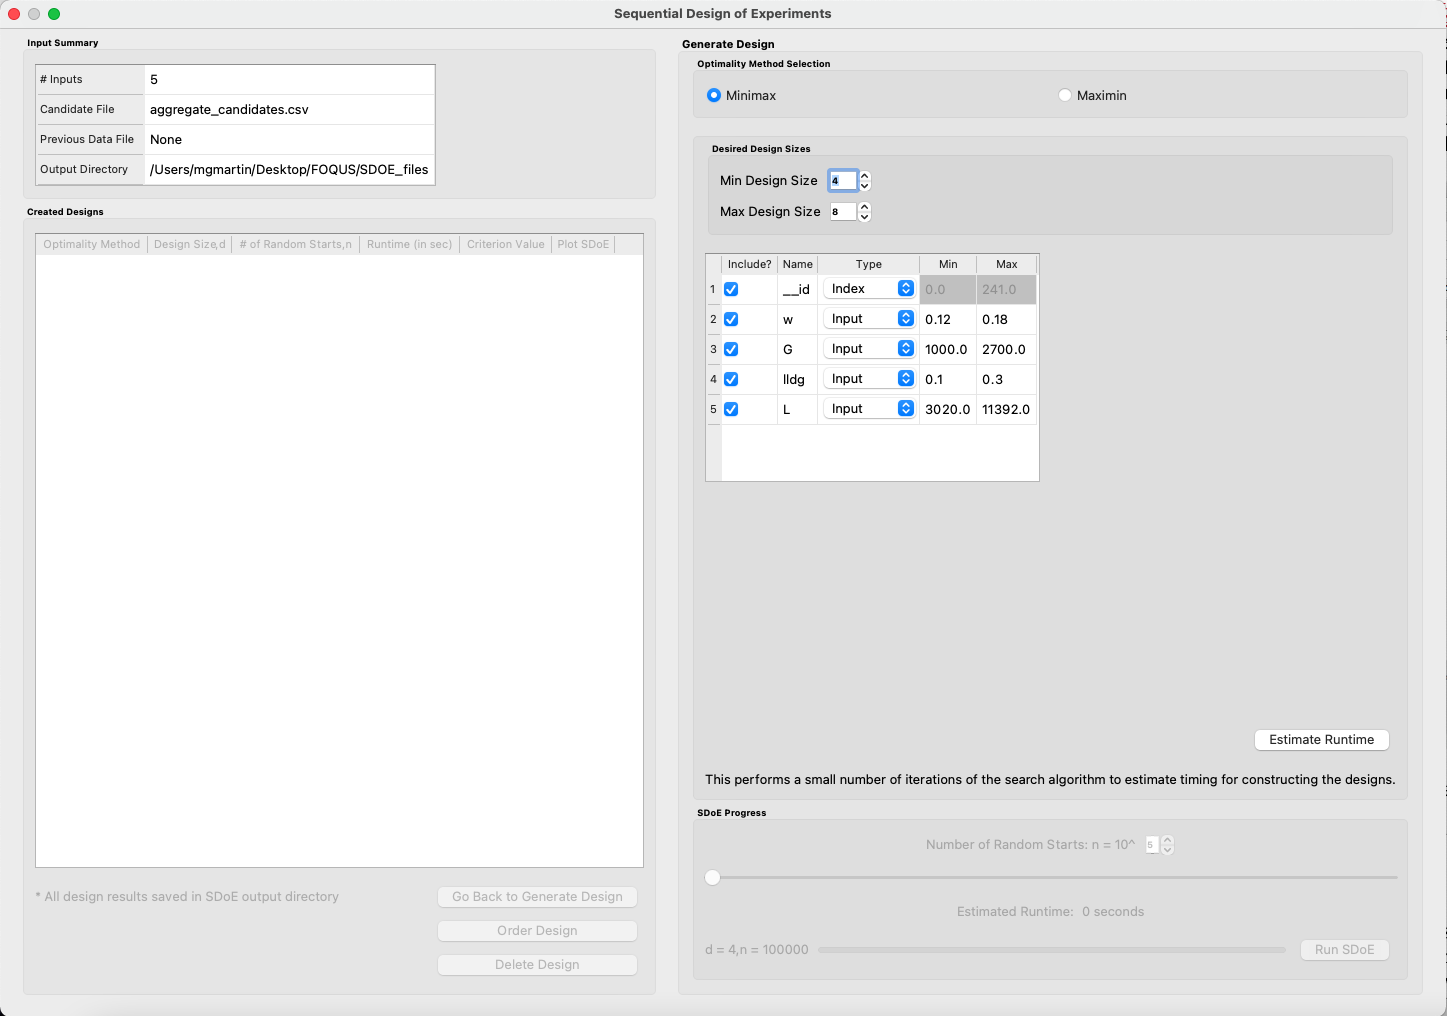 Sequential Design of Experiments
Input Summary
# Inputs 5
Candidate File aggregate_candidates.csv
Previous Data File None
Output Directory /Users/mgmartin/Desktop/FOQUS/SDOE_files
Created Designs
Optimality Method Design Size,d # of Random Starts,n Runtime (in sec) Criterion Value Plot SDoE
* All design results saved in SDoE output directory
Go Back to Generate Design
Order Design
Delete Design
Generate Design
Optimality Method Selection
Minimax Maximin
Desired Design Sizes
Min Design Size 4
Max Design Size 8
Include? Name Type Min Max
1 __id Index 0.0 241.0
2 w Input 0.12 0.18
3 G Input 1000.0 2700.0
4 lldg Input 0.1 0.3
5 L Input 3020.0 11392.0
Estimate Runtime
This performs a small number of iterations of the search algorithm to estimate timing for constructing the designs.
SDoE Progress
Number of Random Starts: n = 10^ 5
Estimated Runtime: 0 seconds
d = 4,n = 100000
Run SDoE